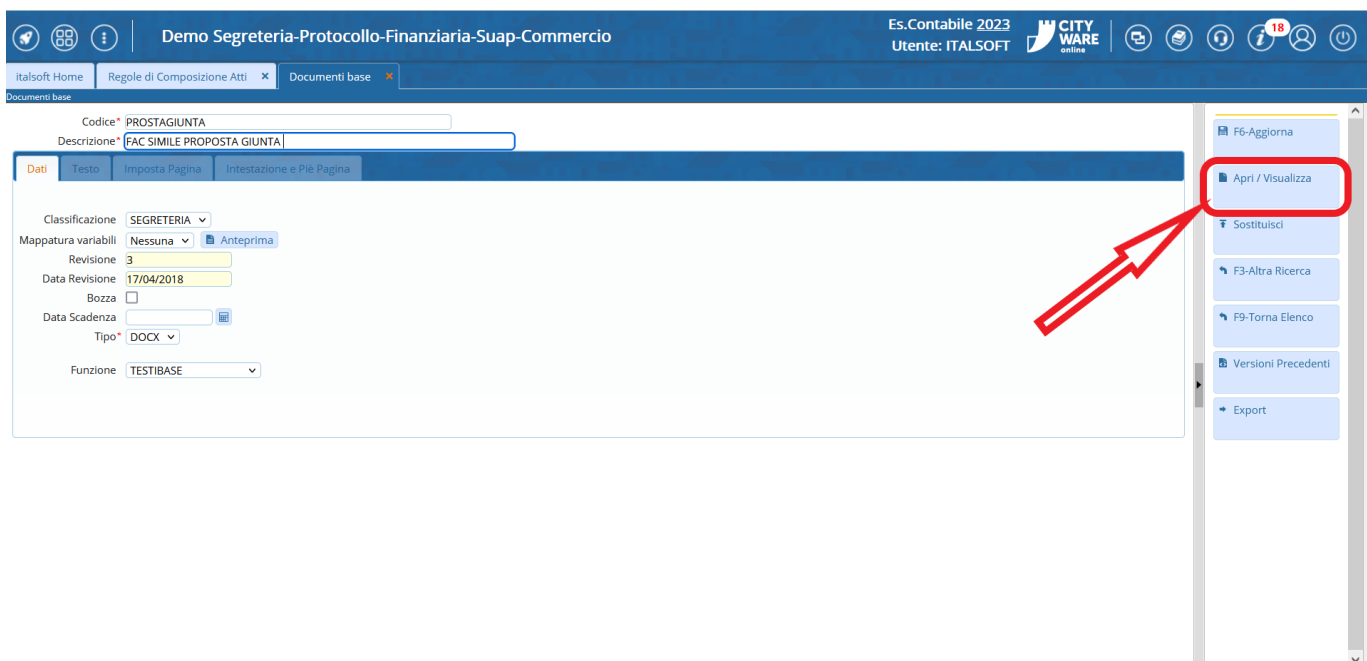 Demo Segreteria-Protocollo-Finanziaria-Suap-Commercio
Es.Contabile 2023
Utente: ITALSOFT
CITY
WARE
online
18
italsoft Home
Regole di Composizione Atti ×
Documenti base ×
Documenti base
Codice* PROSTAGIUNTA
Descrizione* FAC SIMILE PROPOSTA GIUNTA
Dati
Testo
Imposta Pagina
Intestazione e Piè Pagina
Classificazione SEGRETERIA
Mappatura variabili Nessuna Anteprima
Revisione 3
Data Revisione 17/04/2018
Bozza
Data Scadenza
Tipo* DOCX
Funzione TESTIBASE
F6-Aggiorna
Apri / Visualizza
Sostituisci
F3-Altra Ricerca
F9-Torna Elenco
Versioni Precedenti
Export